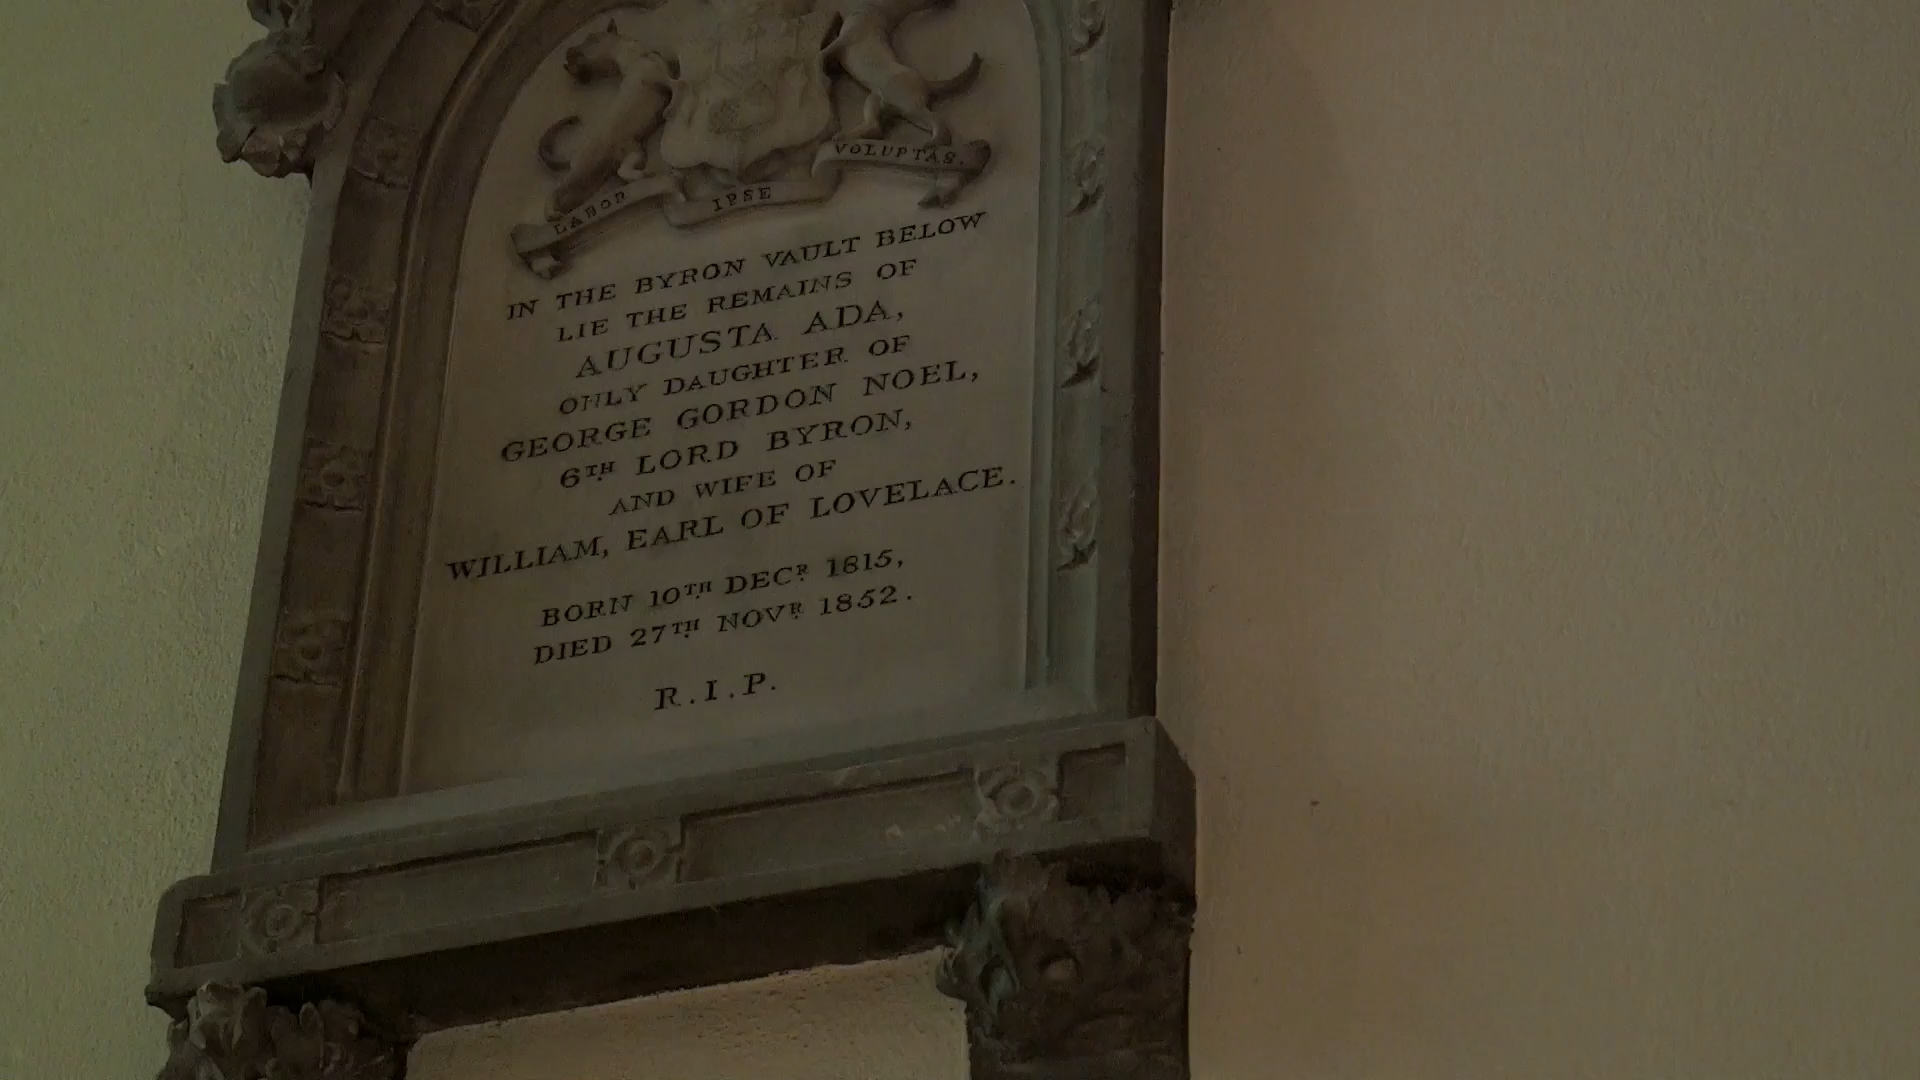 LABOR IPSE VOLUPTAS.
IN THE BYRON VAULT BELOW
LIE THE REMAINS OF
AUGUSTA ADA,
ONLY DAUGHTER OF
GEORGE GORDON NOEL,
6TH LORD BYRON,
AND WIFE OF
WILLIAM, EARL OF LOVELACE.
BORN 10TH DECR 1815,
DIED 27TH NOVR 1852.
R.I.P.